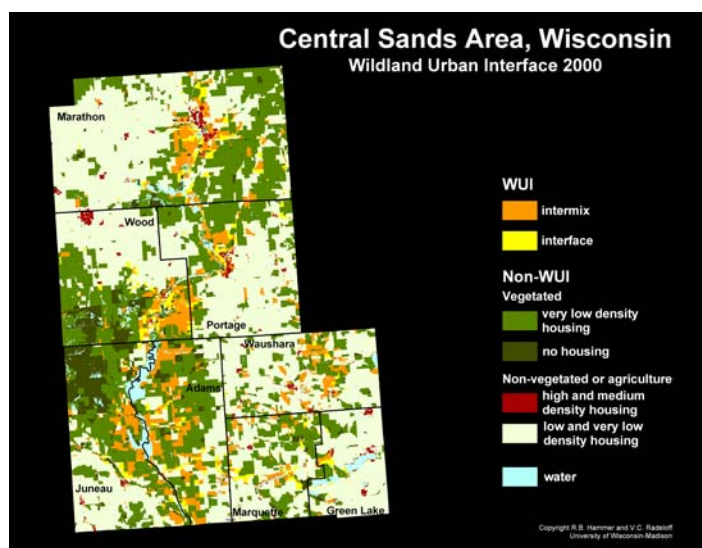 Central Sands Area, Wisconsin
Wildland Urban Interface 2000
Marathon
Wood
Portage
Waushara
Adams
Juneau
Marquette
Green Lake
WUI
intermix
interface
Non-WUI
Vegetated
very low density
housing
no housing
Non-vegetated or agriculture
high and medium
density housing
low and very low
density housing
water
Copyright R.B. Hammer and V.C. Radeloff
University of Wisconsin-Madison